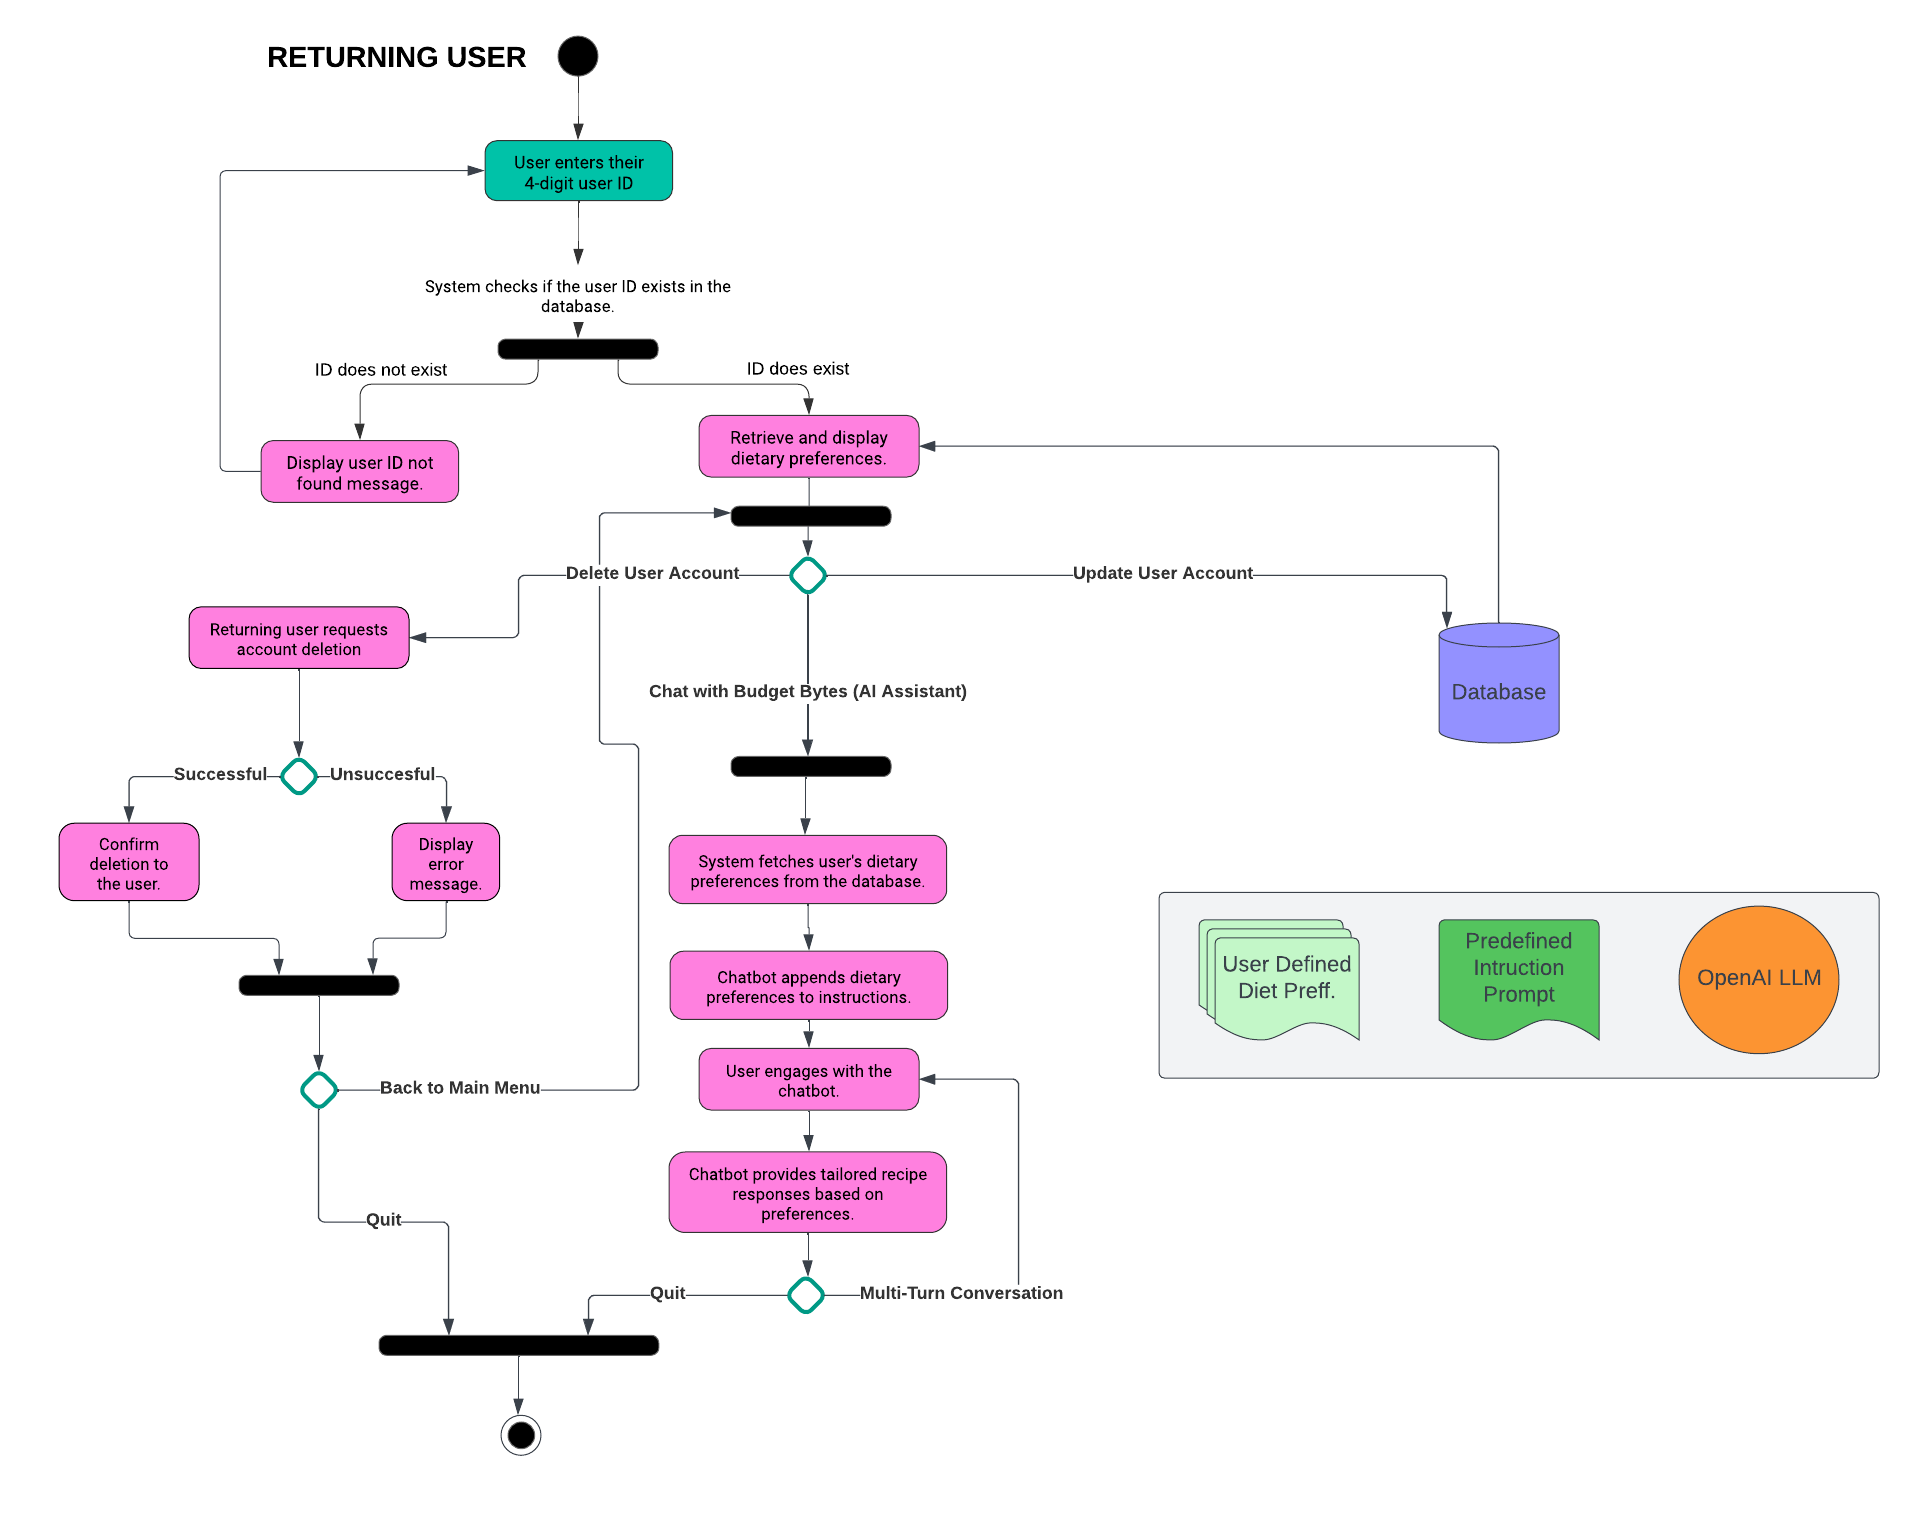 RETURNING USER
User enters their
4-digit user ID
System checks if the user ID exists in the
database.
ID does not exist
ID does exist
Retrieve and display
dietary preferences.
Display user ID not
found message.
Delete User Account
Update User Account
Returning user requests
account deletion
Chat with Budget Bytes (AI Assistant)
Database
Successful
Unsuccesful
Confirm
deletion to
the user.
Display
error
message.
System fetches user's dietary
preferences from the database.
User Defined
Diet Preff.
Predefined
Intruction
Prompt
OpenAI LLM
Chatbot appends dietary
preferences to instructions.
Back to Main Menu
User engages with the
chatbot.
Chatbot provides tailored recipe
responses based on
preferences.
Quit
Quit
Multi-Turn Conversation